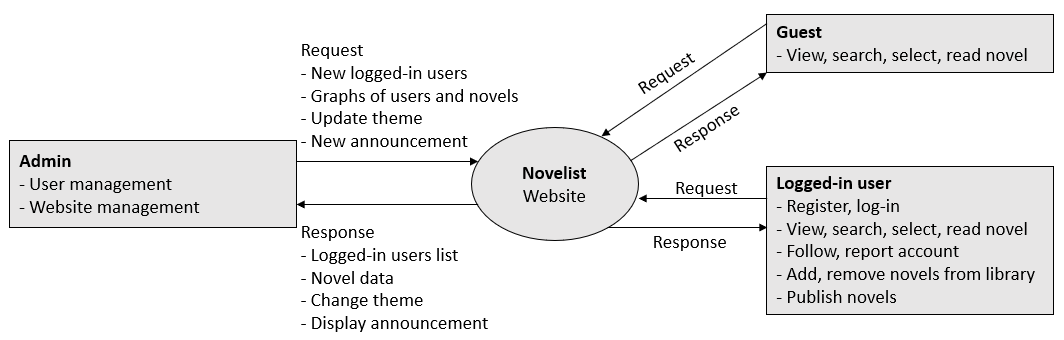 Request
- New logged-in users
- Graphs of users and novels
- Update theme
- New announcement
Admin
- User management
- Website management
Response
- Logged-in users list
- Novel data
- Change theme
- Display announcement
Novelist
Website
Request
Response
Guest
- View, search, select, read novel
Request
Response
Logged-in user
- Register, log-in
- View, search, select, read novel
- Follow, report account
- Add, remove novels from library
- Publish novels